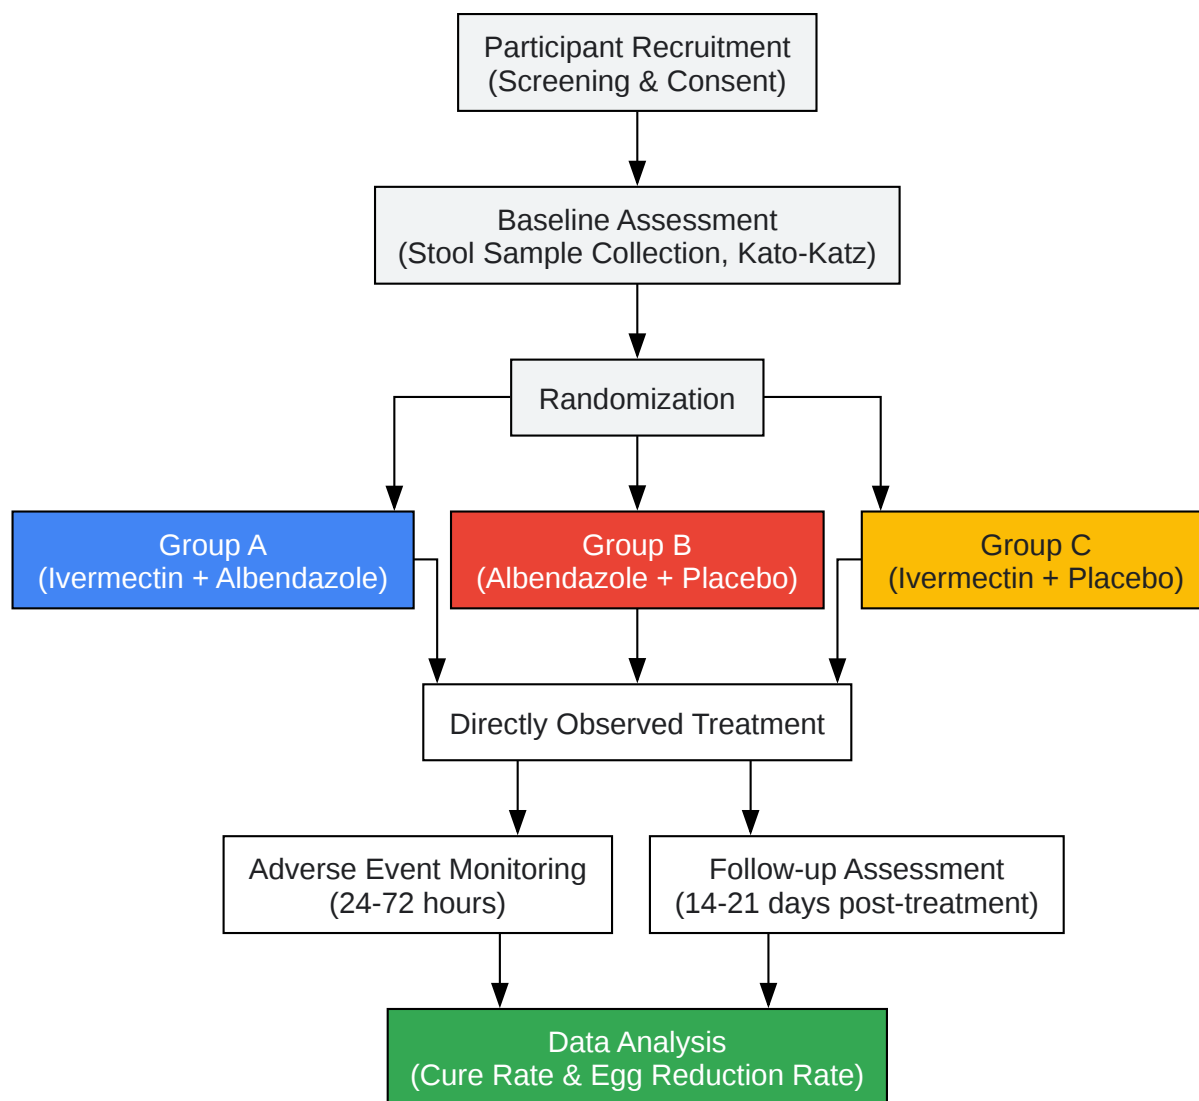 Participant Recruitment
(Screening & Consent)
Baseline Assessment
(Stool Sample Collection, Kato-Katz)
Randomization
Group A
(Ivermectin + Albendazole)
Group B
(Albendazole + Placebo)
Group C
(Ivermectin + Placebo)
Directly Observed Treatment
Adverse Event Monitoring
(24-72 hours)
Follow-up Assessment
(14-21 days post-treatment)
Data Analysis
(Cure Rate & Egg Reduction Rate)